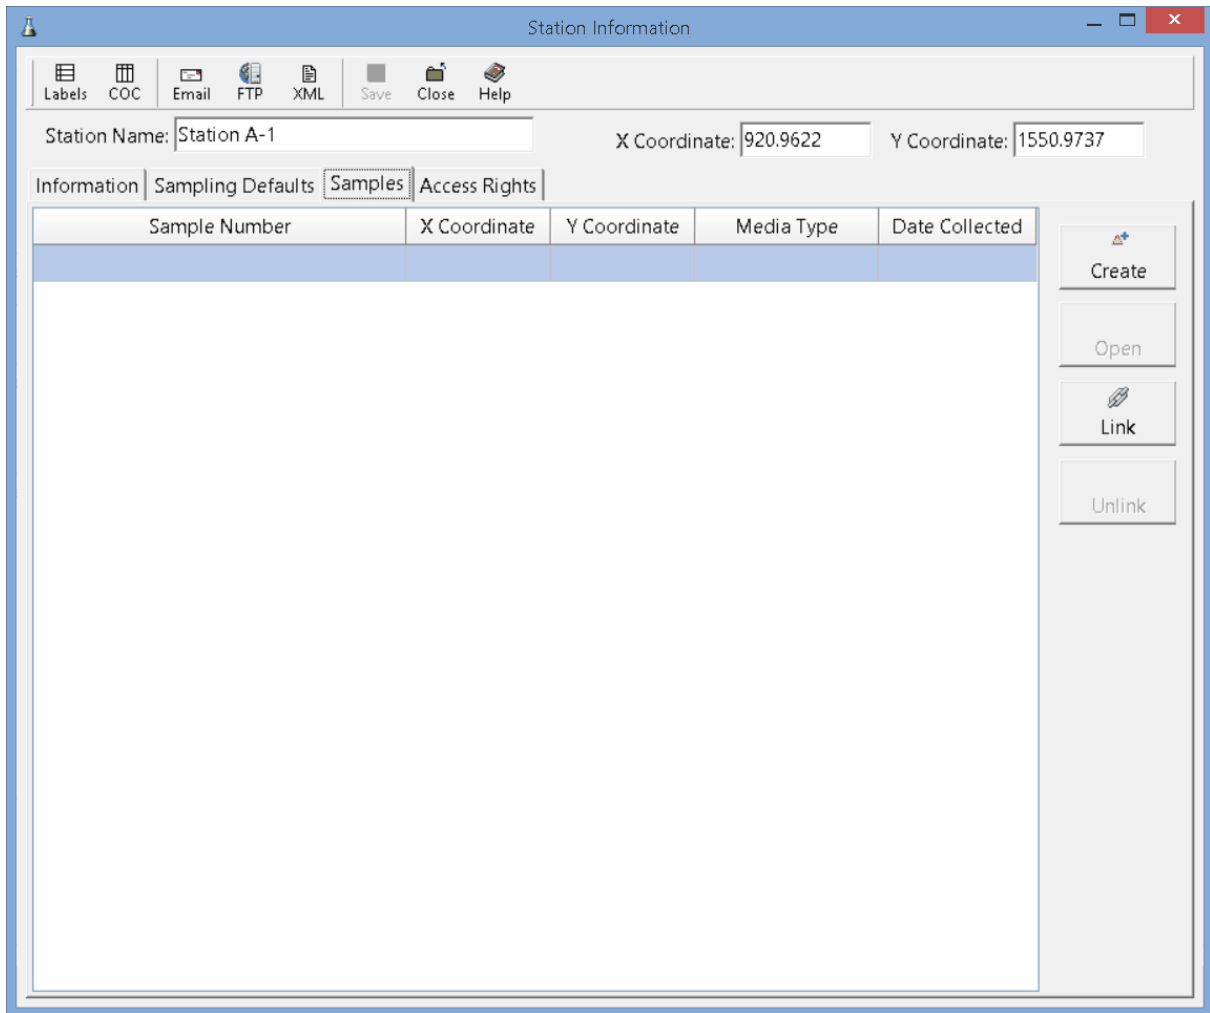 Station Information
Labels COC Email FTP XML Save Close Help
Station Name: Station A-1 X Coordinate: 920.9622 Y Coordinate: 1550.9737
Information Sampling Defaults Samples Access Rights
Sample Number X Coordinate Y Coordinate Media Type Date Collected
Create
Open
Link
Unlink